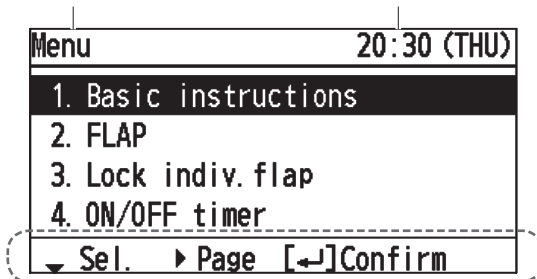 Menu 20:30 (THU)
1. Basic instructions
2. FLAP
3. Lock indiv.flap
4. ON/OFF timer
▾ Sel. ▸ Page [↵]Confirm